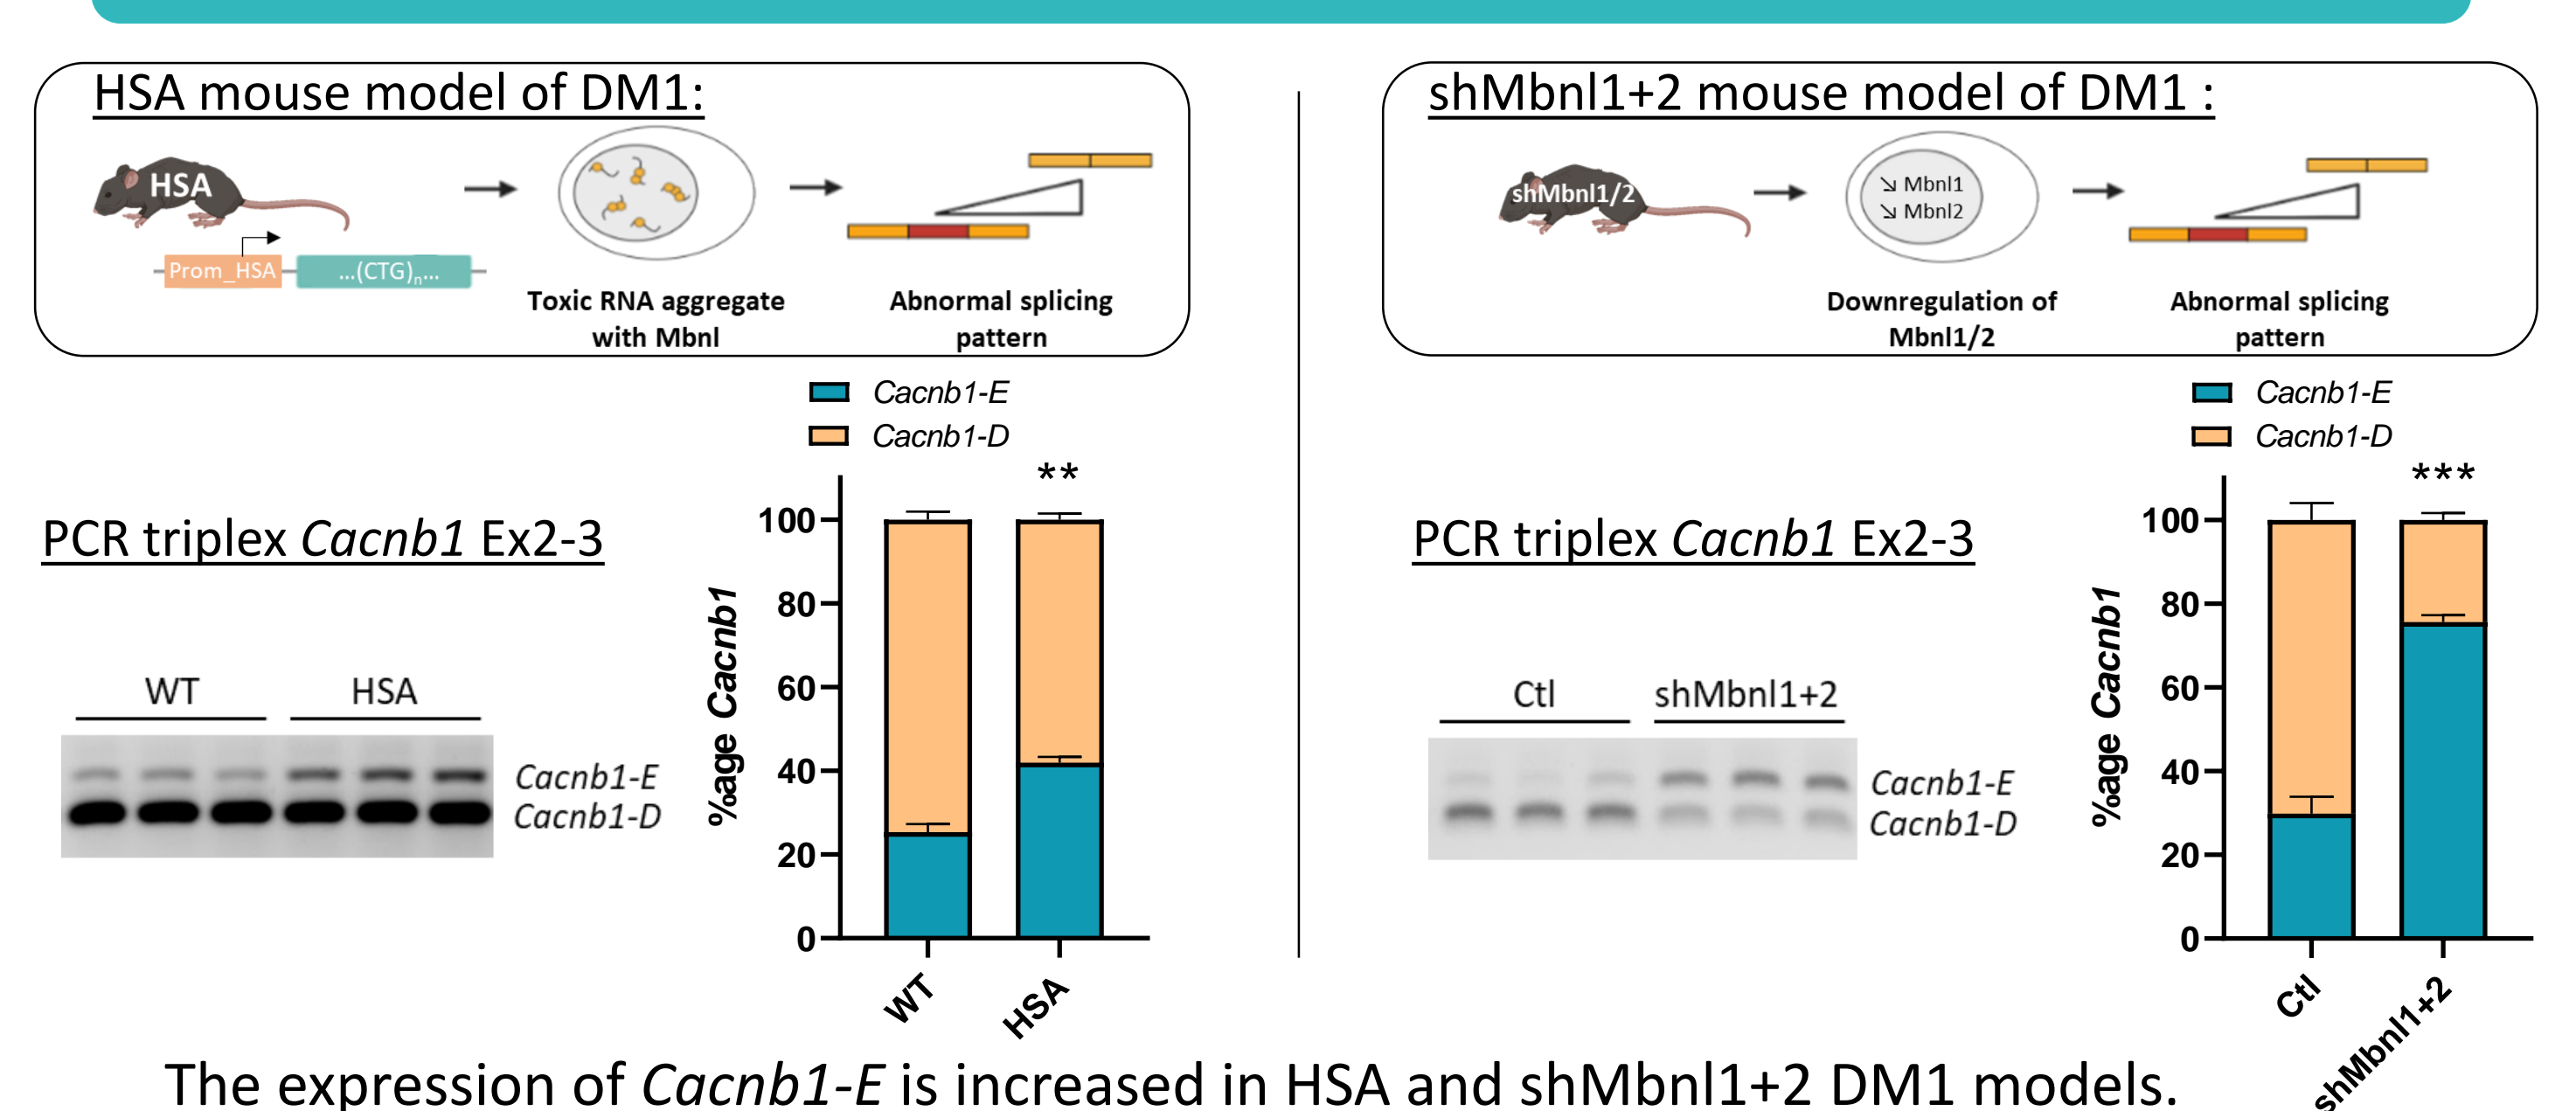 HSA mouse model of DM1:
HSA
Prom_HSA
...(CTG)n...
Toxic RNA aggregate
with Mbnl
Abnormal splicing
pattern
shMbnl1+2 mouse model of DM1 :
shMbnl1/2
↘ Mbnl1
↘ Mbnl2
Downregulation of
Mbnl1/2
Abnormal splicing
pattern
PCR triplex Cacnb1 Ex2-3
WT HSA
Cacnb1-E
Cacnb1-D
Cacnb1-E
Cacnb1-D
**
%age Cacnb1
100
80
60
40
20
0
WT
HSA
PCR triplex Cacnb1 Ex2-3
Ctl shMbnl1+2
Cacnb1-E
Cacnb1-D
Cacnb1-E
Cacnb1-D
***
%age Cacnb1
100
80
60
40
20
0
Ctl
shMbnl1+2
The expression of Cacnb1-E is increased in HSA and shMbnl1+2 DM1 models.